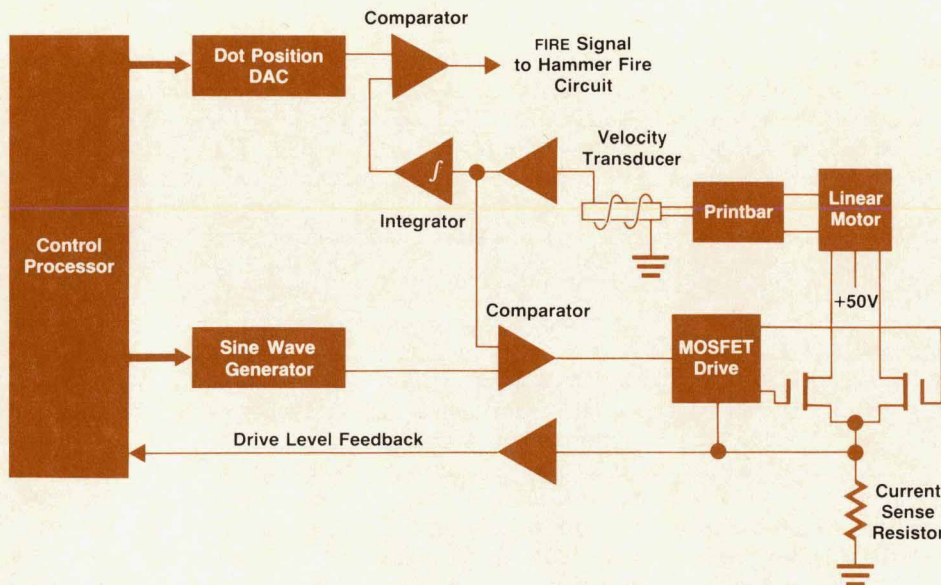 Comparator
Dot Position
DAC
FIRE Signal
to Hammer Fire
Circuit
Velocity
Transducer
∫
Integrator
Printbar
Linear
Motor
Control
Processor
+50V
Comparator
Sine Wave
Generator
MOSFET
Drive
Drive Level Feedback
Current
Sense
Resistor